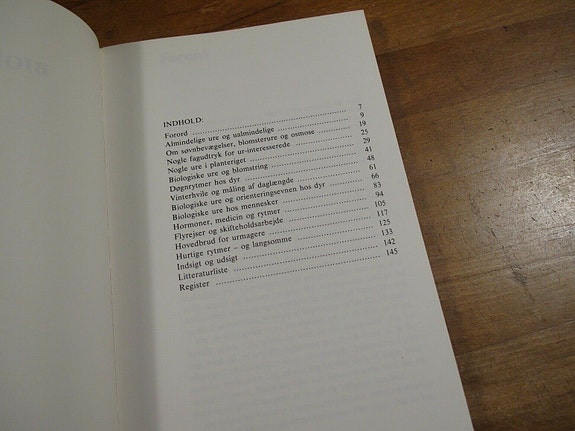 INDHOLD:
Forord ........ 7
Almindelige ure og ualmindelige ........ 9
Om søvnbevægelser, blomsterure og osmose ........ 19
Nogle fagudtryk for ur-interesserede ........ 25
Nogle ure i planteriget ........ 29
Biologiske ure og blomstring ........ 41
Døgnrytmer hos dyr ........ 48
Vinterhvile og måling af daglængde ........ 61
Biologiske ure og orienteringsevnen hos dyr ........ 66
Biologiske ure hos mennesker ........ 83
Hormoner, medicin og rytmer ........ 94
Flyrejser og skifteholdsarbejde ........ 105
Hovedbrud for urmagere ........ 117
Hurtige rytmer – og langsomme ........ 125
Indsigt og udsigt ........ 133
Litteraturliste ........ 142
Register ........ 145